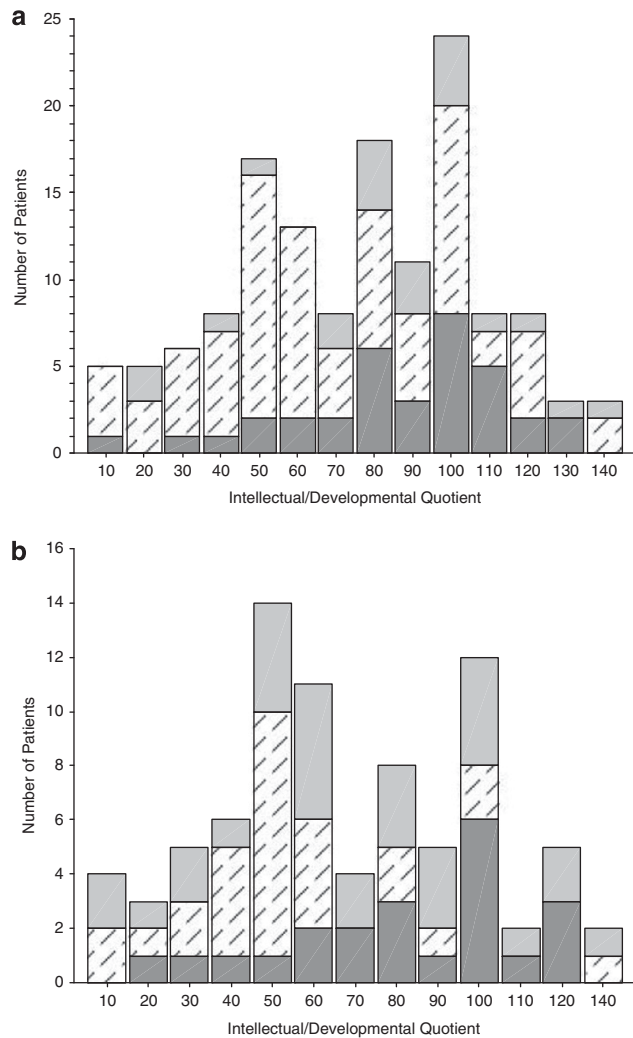 a
25
20
15
10
5
0
Number of Patients
10 20 30 40 50 60 70 80 90 100 110 120 130 140
Intellectual/Developmental Quotient
b
16
14
12
10
8
6
4
2
0
Number of Patients
10 20 30 40 50 60 70 80 90 100 110 120 140
Intellectual/Developmental Quotient